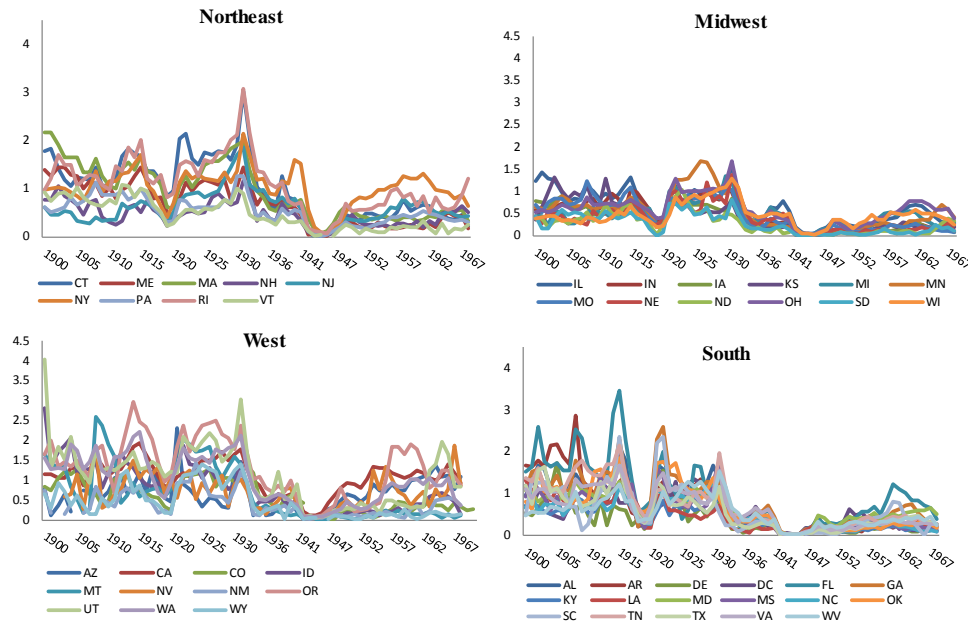 Northeast
4
3
2
1
0
1900 1905 1910 1915 1920 1925 1930 1936 1941 1947 1952 1957 1962 1967
CT ME MA NH NJ
NY PA RI VT
Midwest
4.5
4
3.5
3
2.5
2
1.5
1
0.5
0
1900 1905 1910 1915 1920 1925 1930 1936 1941 1947 1952 1957 1962 1967
IL IN IA KS MI MN
MO NE ND OH SD WI
West
4.5
4
3.5
3
2.5
2
1.5
1
0.5
0
1900 1905 1910 1915 1920 1925 1930 1936 1941 1947 1952 1957 1962 1967
AZ CA CO ID
MT NV NM OR
UT WA WY
South
4
3
2
1
0
1900 1905 1910 1915 1920 1925 1930 1936 1941 1947 1952 1957 1962 1967
AL AR DE DC FL GA
KY LA MD MS NC OK
SC TN TX VA WV